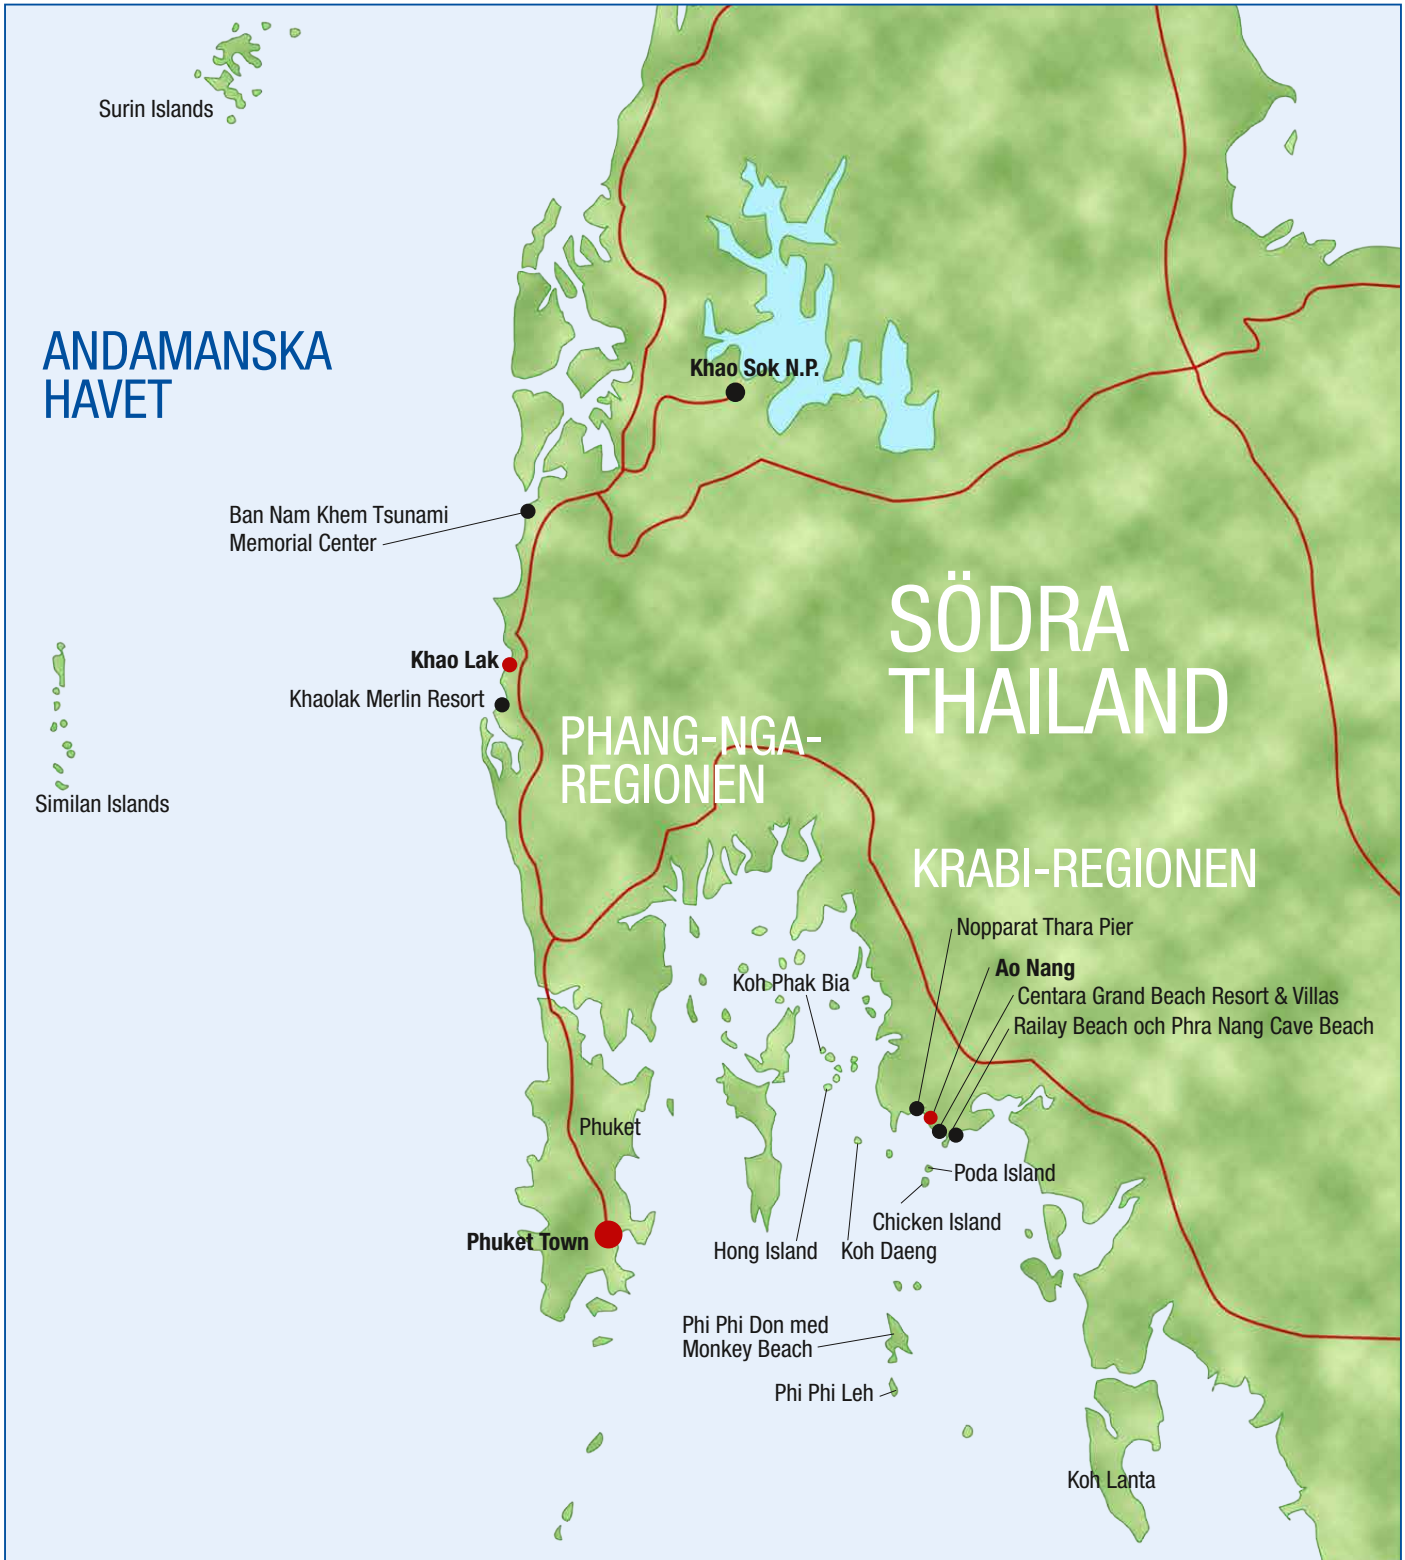 Surin Islands
ANDAMANSKA
HAVET
Khao Sok N.P.
Ban Nam Khem Tsunami
Memorial Center
SÖDRA
THAILAND
Khao Lak
Khaolak Merlin Resort
PHANG-NGA-
REGIONEN
Similan Islands
KRABI-REGIONEN
Nopparat Thara Pier
Ao Nang
Koh Phak Bia
Centara Grand Beach Resort & Villas
Railay Beach och Phra Nang Cave Beach
Phuket
Poda Island
Chicken Island
Phuket Town
Hong Island
Koh Daeng
Phi Phi Don med
Monkey Beach
Phi Phi Leh
Koh Lanta